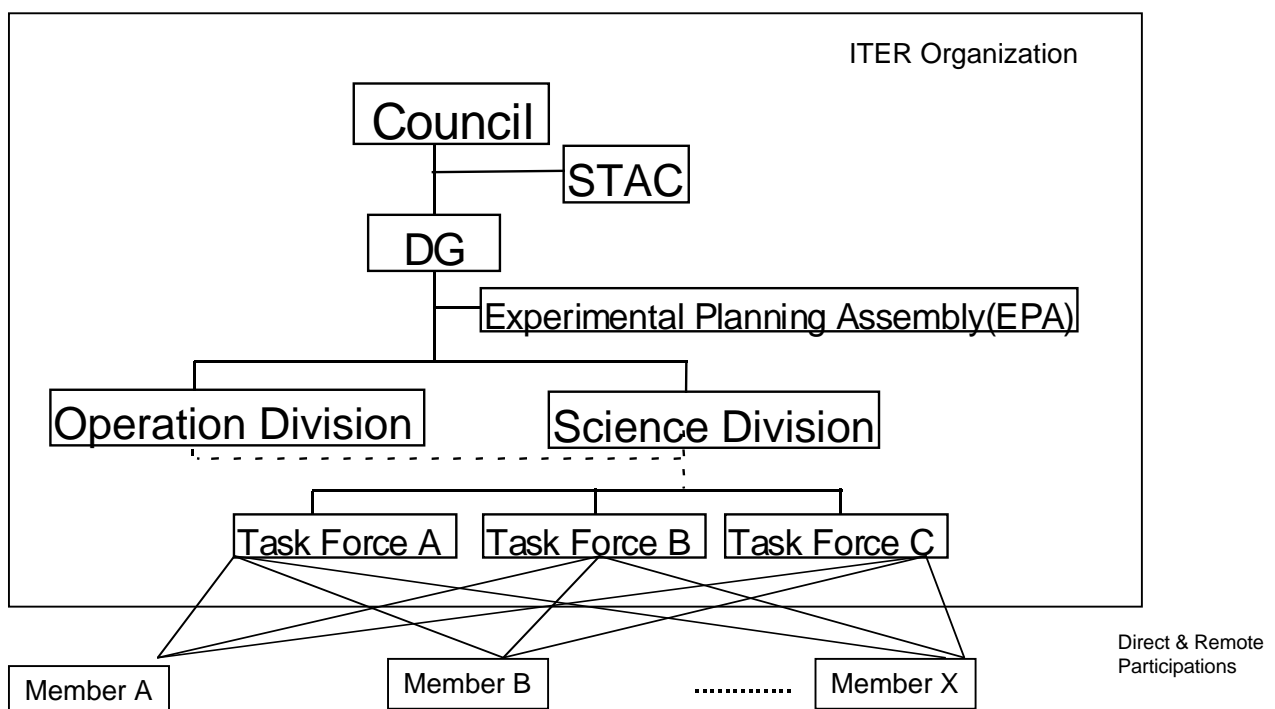 ITER Organization
Council
STAC
DG
Experimental Planning Assembly(EPA)
Operation Division
Science Division
Task Force A
Task Force B
Task Force C
Direct & Remote
Participations
Member A
Member B
..............
Member X